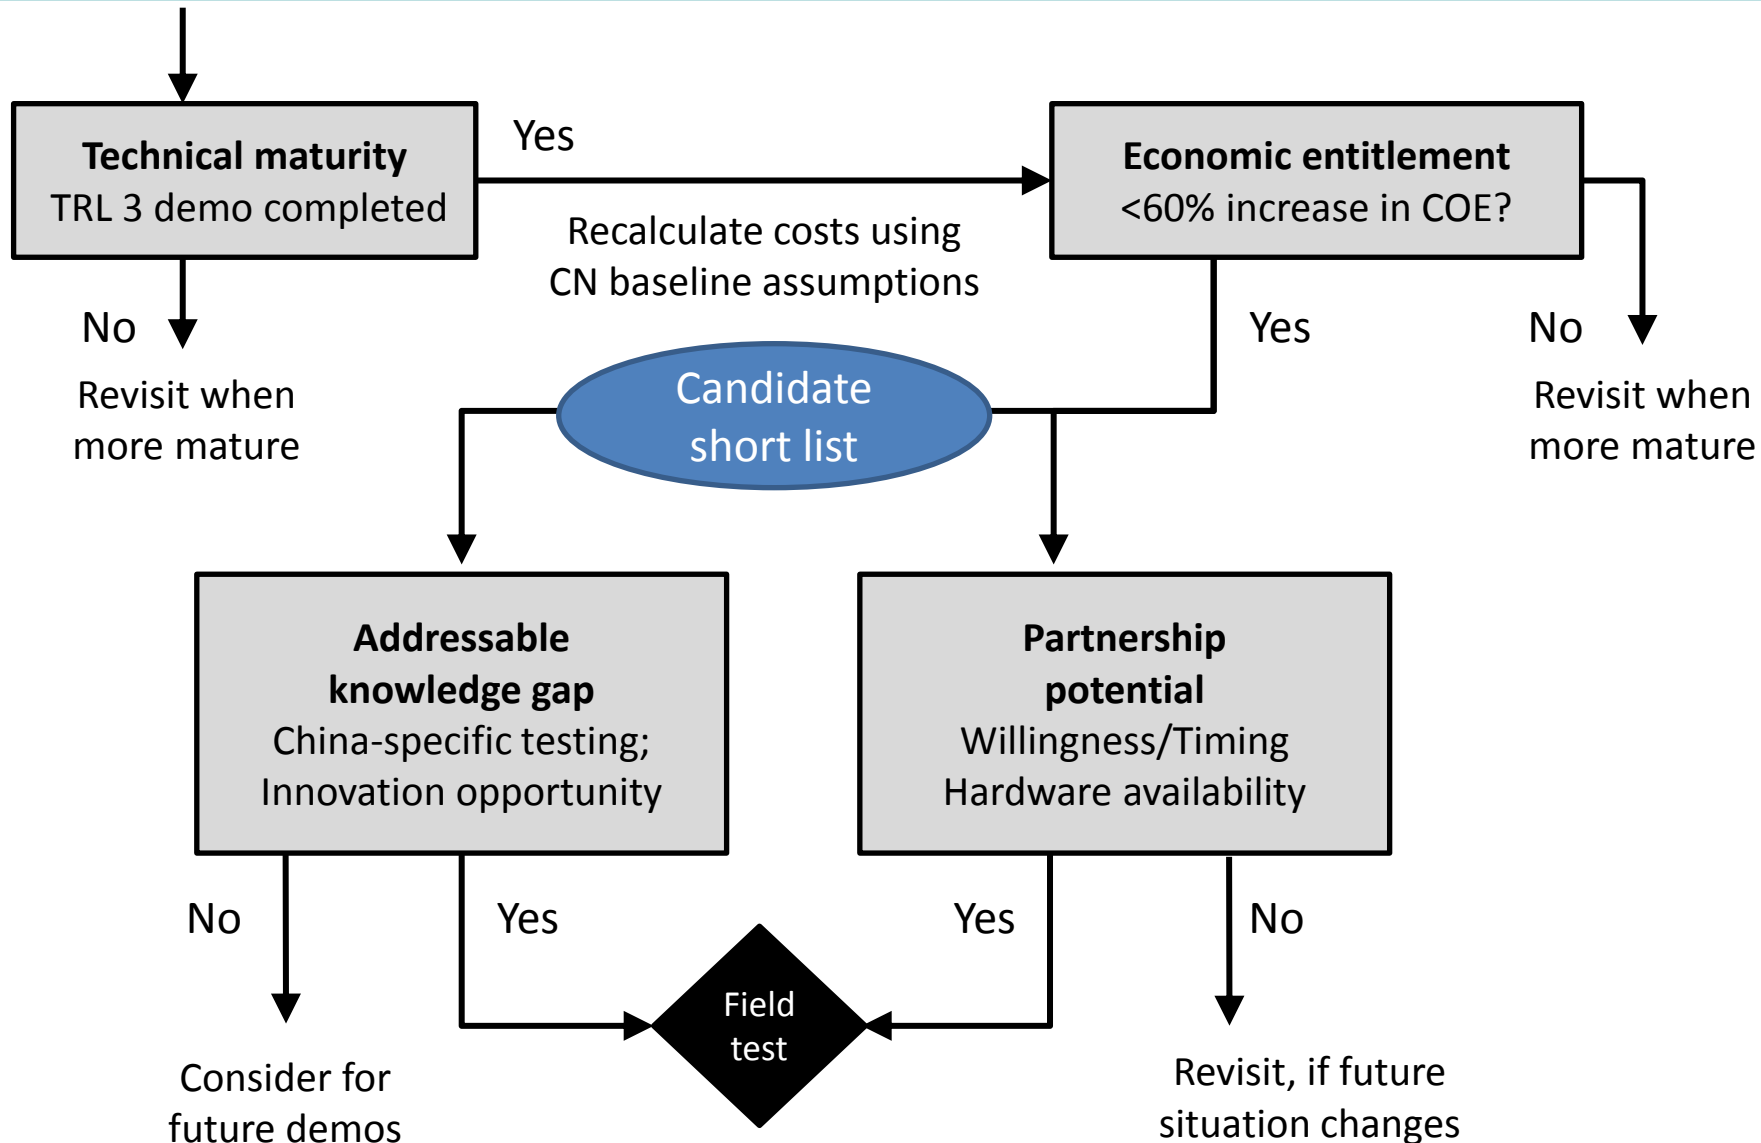 Technical maturity
TRL 3 demo completed
Yes
Recalculate costs using
CN baseline assumptions
Economic entitlement
<60% increase in COE?
No
Revisit when
more mature
Yes
No
Revisit when
more mature
Candidate
short list
Addressable
knowledge gap
China-specific testing;
Innovation opportunity
Partnership
potential
Willingness/Timing
Hardware availability
No
Yes
Yes
No
Field
test
Consider for
future demos
Revisit, if future
situation changes